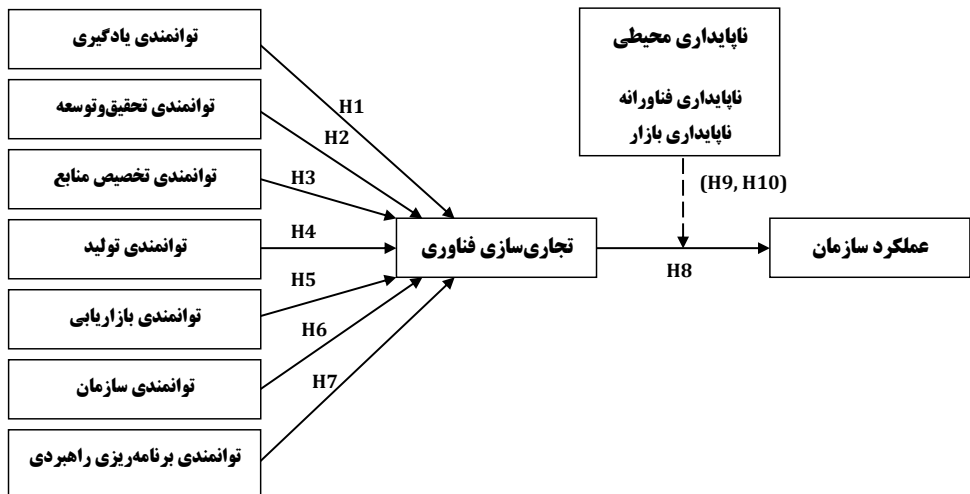 توانمندی یادگیری
توانمندی تحقیق‌وتوسعه
توانمندی تخصیص منابع
توانمندی تولید
توانمندی بازاریابی
توانمندی سازمان
توانمندی برنامه‌ریزی راهبردی
H1
H2
H3
H4
H5
H6
H7
تجاری‌سازی فناوری
ناپایداری محیطی
ناپایداری فناورانه
ناپایداری بازار
(H9, H10)
H8
عملکرد سازمان